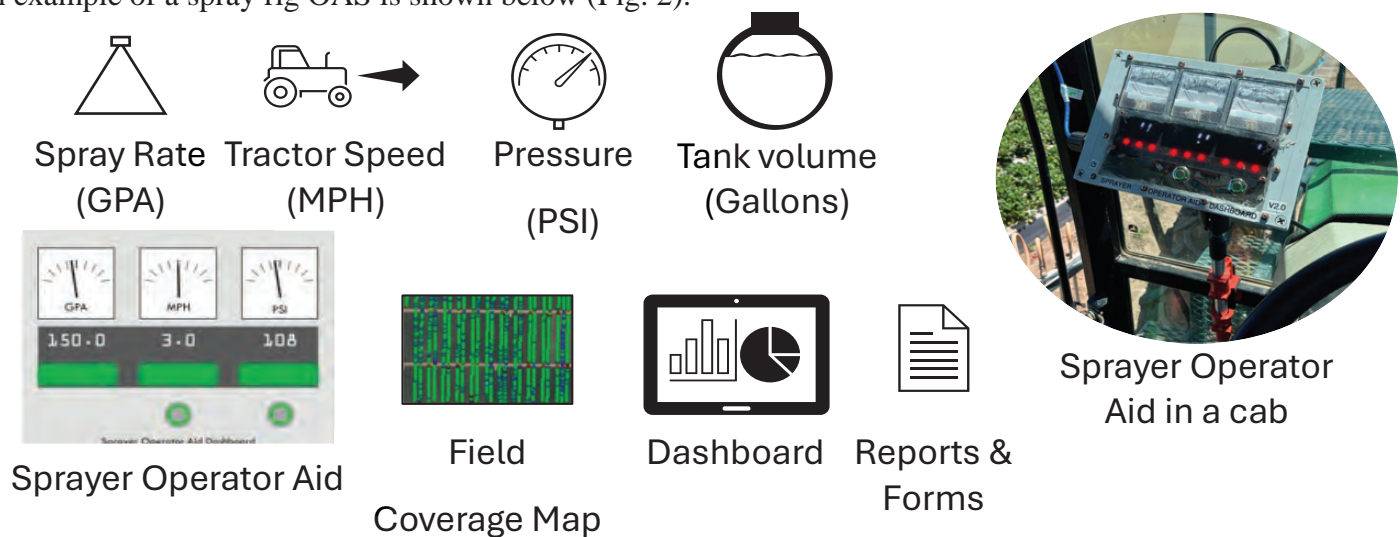 example of a spray rig OAS is shown below (Fig. 2).
Spray Rate
(GPA)
Tractor Speed
(MPH)
Pressure
(PSI)
Tank volume
(Gallons)
GPA
MPH
PSI
150.0
3.0
108
Sprayer Operator Aid Dashboard
Sprayer Operator Aid
Field
Coverage Map
Dashboard
Reports &
Forms
SPRAYER OPERATOR AID DASHBOARD V2.0
Sprayer Operator
Aid in a cab